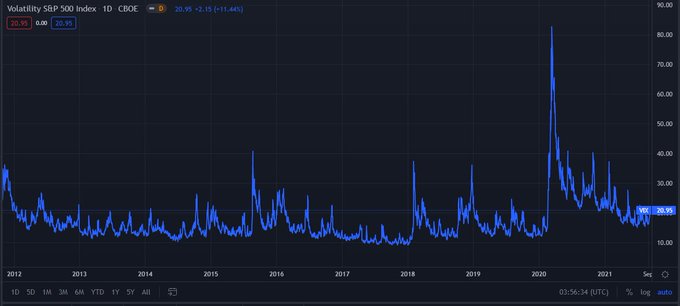 Volatility S&P 500 Index · 1D · CBOE D 20.95 +2.15 (+11.44%)
20.95 0.00 20.95
90.00
80.00
70.00
60.00
50.00
40.00
30.00
VIX 20.95
10.00
2012 2013 2014 2015 2016 2017 2018 2019 2020 2021 Sep
1D 5D 1M 3M 6M YTD 1Y 5Y All 03:56:34 (UTC) % log auto